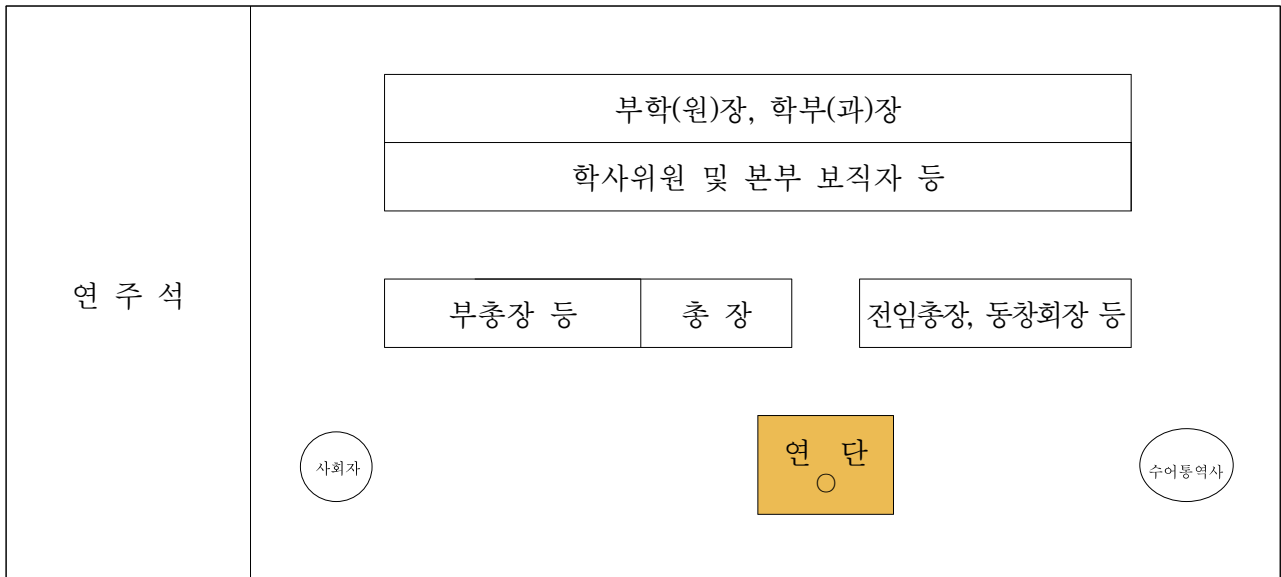 부학(원)장, 학부(과)장
학사위원 및 본부 보직자 등
연 주 석
부총장 등
총 장
전임총장, 동창회장 등
사회자
연 단
○
수어통역사